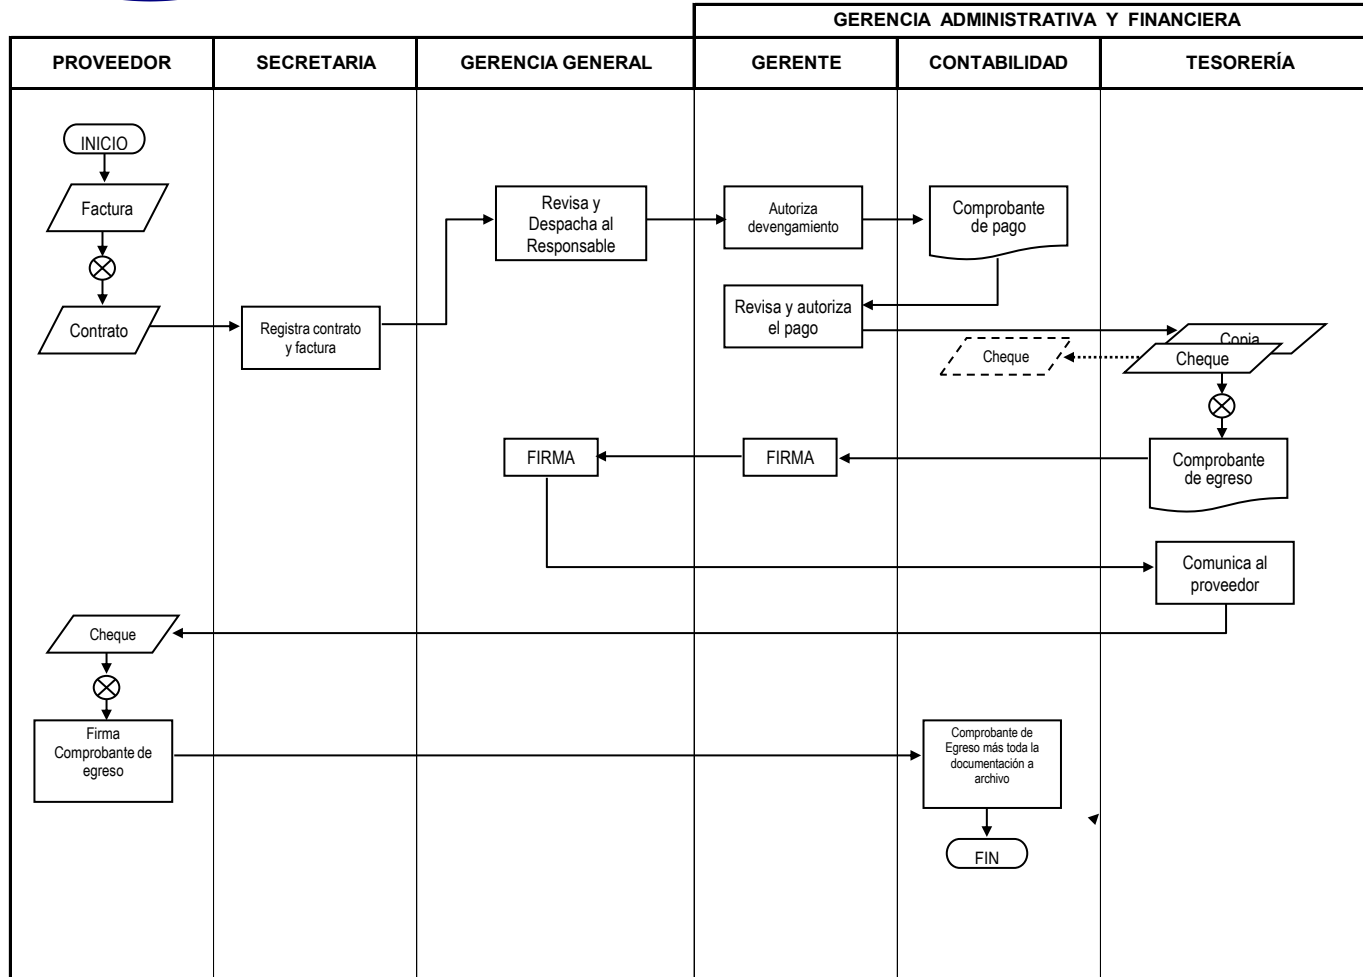 GERENCIA ADMINISTRATIVA Y FINANCIERA
PROVEEDOR
SECRETARIA
GERENCIA GENERAL
GERENTE
CONTABILIDAD
TESORERÍA
INICIO
Factura
Revisa y
Despacha al
Responsable
Autoriza
devengamiento
Comprobante
de pago
Contrato
Registra contrato
y factura
Revisa y autoriza
el pago
Cheque
Copia
Cheque
FIRMA
FIRMA
Comprobante
de egreso
Comunica al
proveedor
Cheque
Firma
Comprobante de
egreso
Comprobante de
Egreso más toda la
documentación a
archivo
FIN